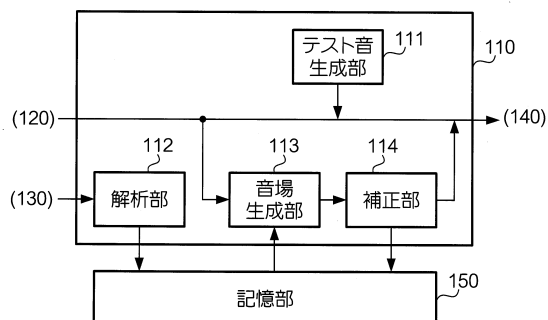 テスト音
生成部
111
110
(120)
(140)
112
113
114
(130)
解析部
音場
生成部
補正部
150
記憶部